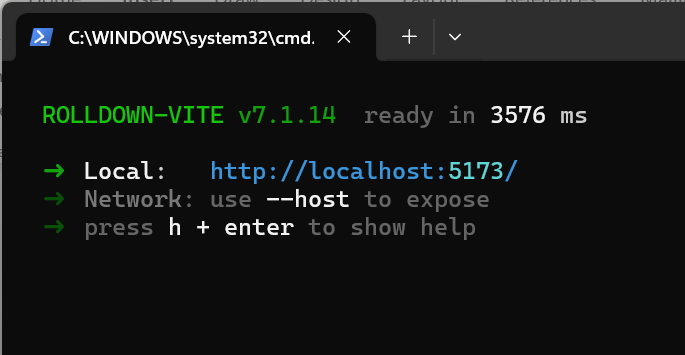 C:\WINDOWS\system32\cmd.
ROLLDOWN-VITE v7.1.14 ready in 3576 ms
➜ Local: http://localhost:5173/
➜ Network: use --host to expose
➜ press h + enter to show help